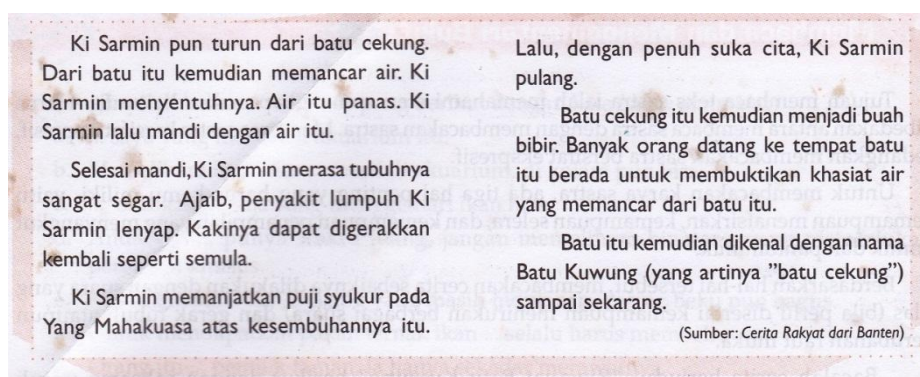 Ki Sarmin pun turun dari batu cekung.
Dari batu itu kemudian memancar air. Ki
Sarmin menyentuhnya. Air itu panas. Ki
Sarmin lalu mandi dengan air itu.
Selesai mandi, Ki Sarmin merasa tubuhnya
sangat segar. Ajaib, penyakit lumpuh Ki
Sarmin lenyap. Kakinya dapat digerakkan
kembali seperti semula.
Ki Sarmin memanjatkan puji syukur pada
Yang Mahakuasa atas kesembuhannya itu.
Lalu, dengan penuh suka cita, Ki Sarmin
pulang.
Batu cekung itu kemudian menjadi buah
bibir. Banyak orang datang ke tempat batu
itu berada untuk membuktikan khasiat air
yang memancar dari batu itu.
Batu itu kemudian dikenal dengan nama
Batu Kuwung (yang artinya ”batu cekung”)
sampai sekarang.
(Sumber: Cerita Rakyat dari Banten)